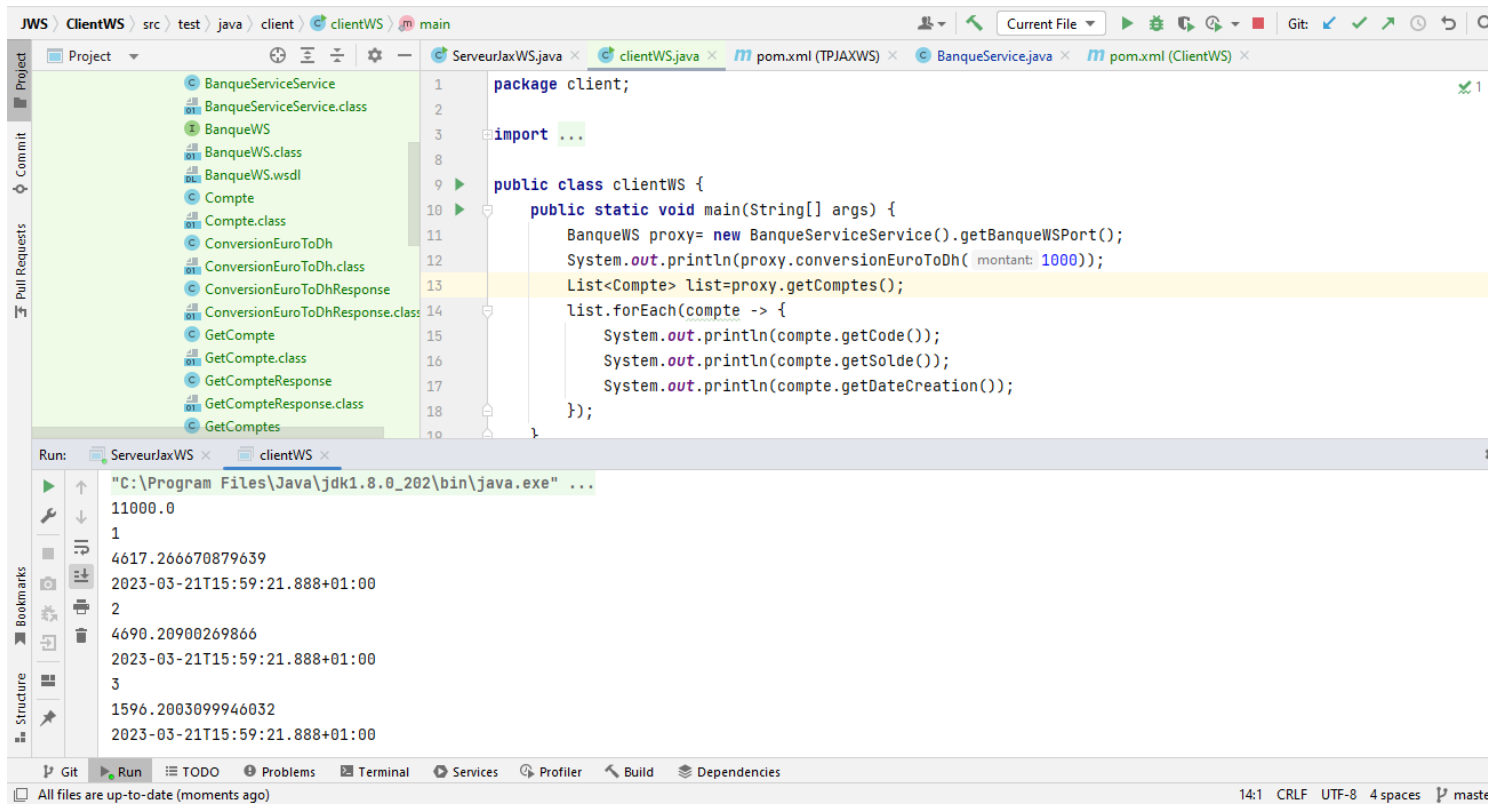 JWS ClientWS src test java client clientWS main Current File Git:
Project
ServeurJaxWS.java clientWS.java pom.xml (TPJAXWS) BanqueService.java pom.xml (ClientWS)
Project
Commit
Pull Requests
Bookmarks
Structure
BanqueServiceService
BanqueServiceService.class
BanqueWS
BanqueWS.class
BanqueWS.wsdl
Compte
Compte.class
ConversionEuroToDh
ConversionEuroToDh.class
ConversionEuroToDhResponse
ConversionEuroToDhResponse.class
GetCompte
GetCompte.class
GetCompteResponse
GetCompteResponse.class
GetComptes
1 package client;
2
3 import ...
8
9 public class clientWS {
10 public static void main(String[] args) {
11 BanqueWS proxy= new BanqueServiceService().getBanqueWSPort();
12 System.out.println(proxy.conversionEuroToDh( montant: 1000));
13 List<Compte> list=proxy.getComptes();
14 list.forEach(compte -> {
15 System.out.println(compte.getCode());
16 System.out.println(compte.getSolde());
17 System.out.println(compte.getDateCreation());
18 });
19 }
1
Run: ServeurJaxWS clientWS
"C:\Program Files\Java\jdk1.8.0_202\bin\java.exe" ...
11000.0
1
4617.266670879639
2023-03-21T15:59:21.888+01:00
2
4690.20900269866
2023-03-21T15:59:21.888+01:00
3
1596.2003099946032
2023-03-21T15:59:21.888+01:00
Git Run TODO Problems Terminal Services Profiler Build Dependencies
All files are up-to-date (moments ago) 14:1 CRLF UTF-8 4 spaces maste